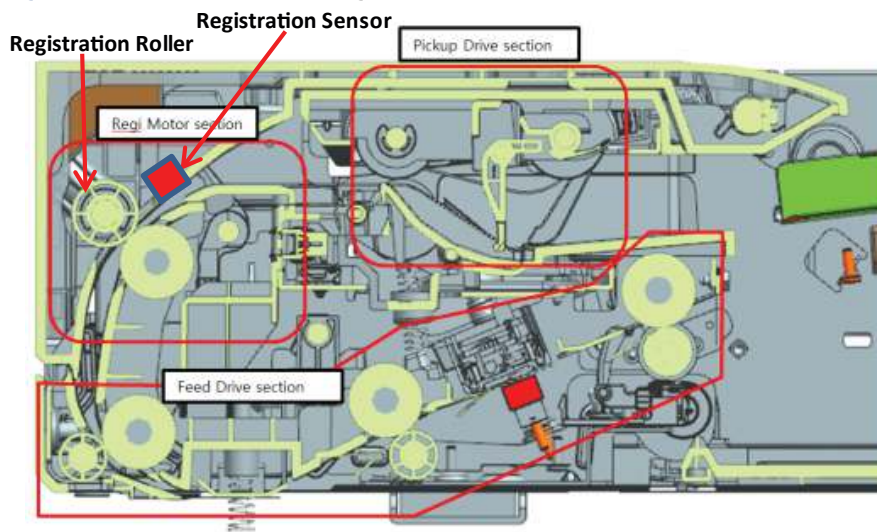 Registration Sensor
Registration Roller
Pickup Drive section
Regi Motor section
Feed Drive section